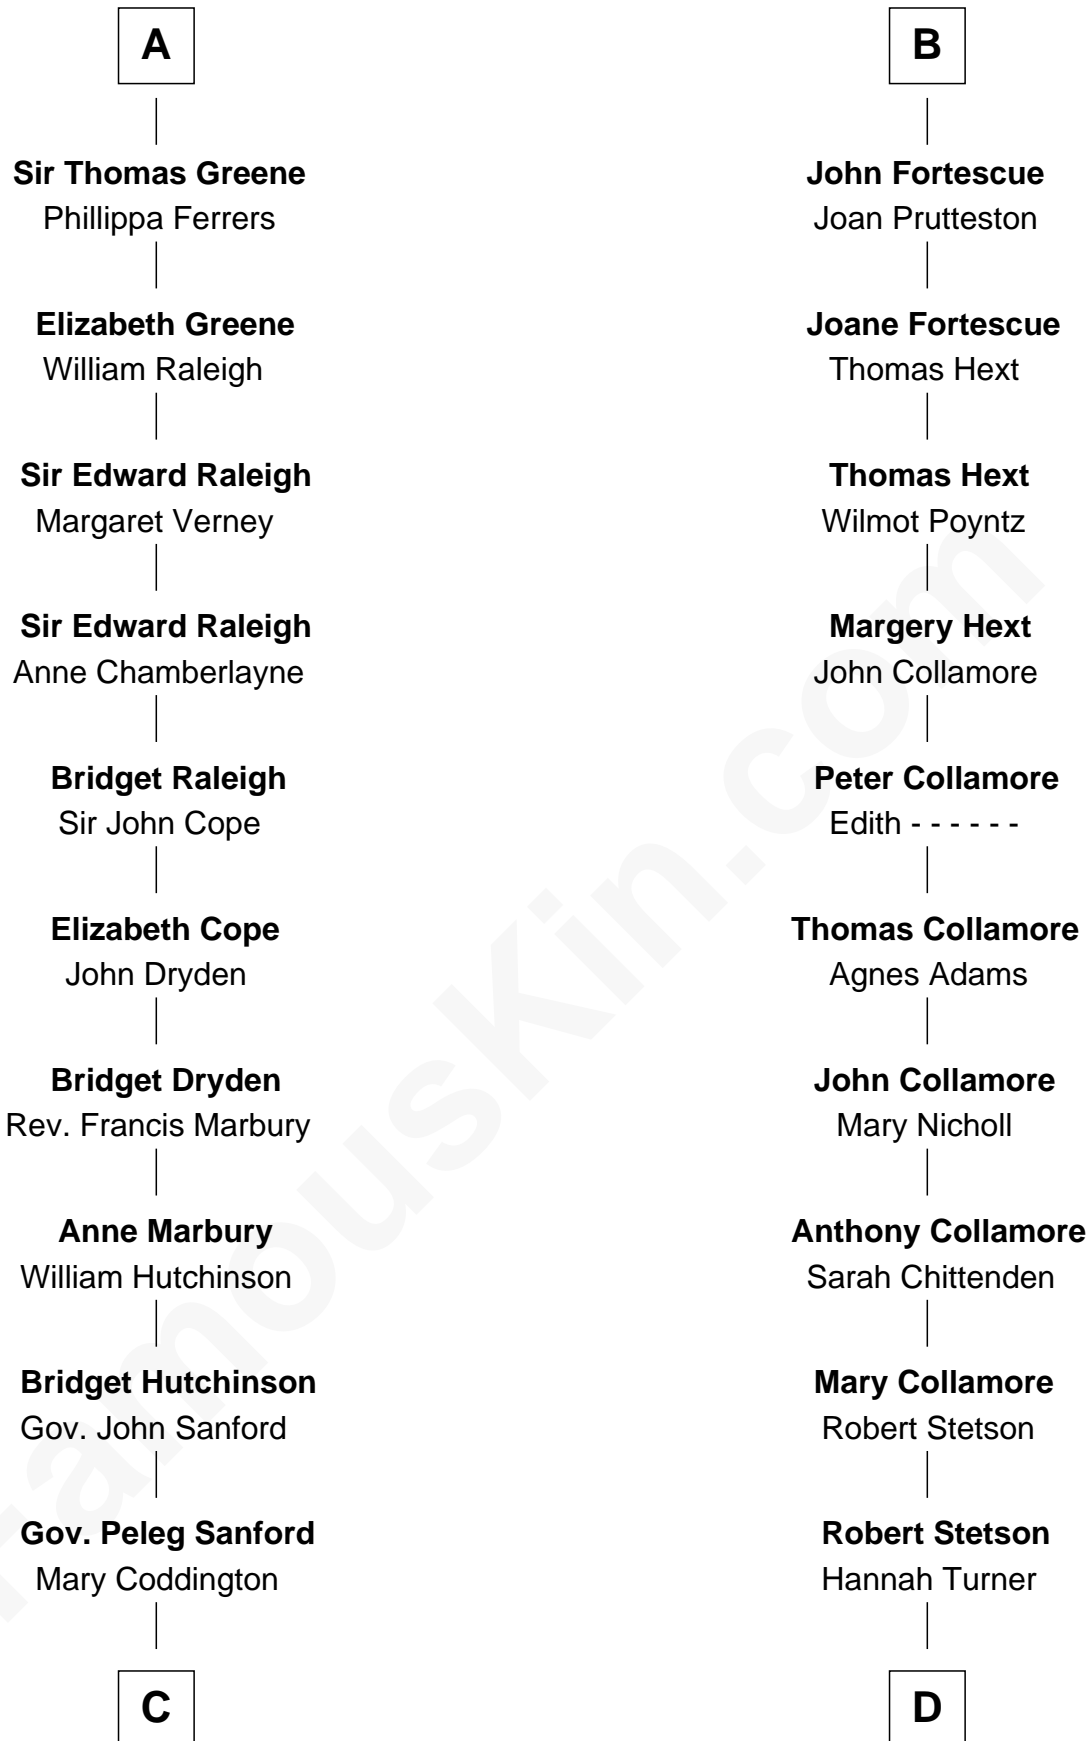 A
Sir Thomas Greene
Phillippa Ferrers
Elizabeth Greene
William Raleigh
Sir Edward Raleigh
Margaret Verney
Sir Edward Raleigh
Anne Chamberlayne
Bridget Raleigh
Sir John Cope
Elizabeth Cope
John Dryden
Bridget Dryden
Rev. Francis Marbury
Anne Marbury
William Hutchinson
Bridget Hutchinson
Gov. John Sanford
Gov. Peleg Sanford
Mary Coddington
C
B
John Fortescue
Joan Prutteston
Joane Fortescue
Thomas Hext
Thomas Hext
Wilmot Poyntz
Margery Hext
John Collamore
Peter Collamore
Edith - - - - - -
Thomas Collamore
Agnes Adams
John Collamore
Mary Nicholl
Anthony Collamore
Sarah Chittenden
Mary Collamore
Robert Stetson
Robert Stetson
Hannah Turner
D
FamousKin.com